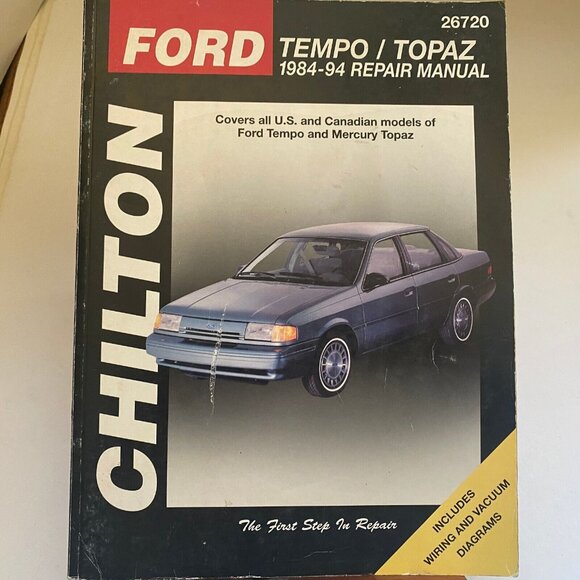 26720
FORD
TEMPO / TOPAZ
1984-94 REPAIR MANUAL
Covers all U.S. and Canadian models of
Ford Tempo and Mercury Topaz
CHILTON
The First Step In Repair
INCLUDES
WIRING AND VACUUM
DIAGRAMS